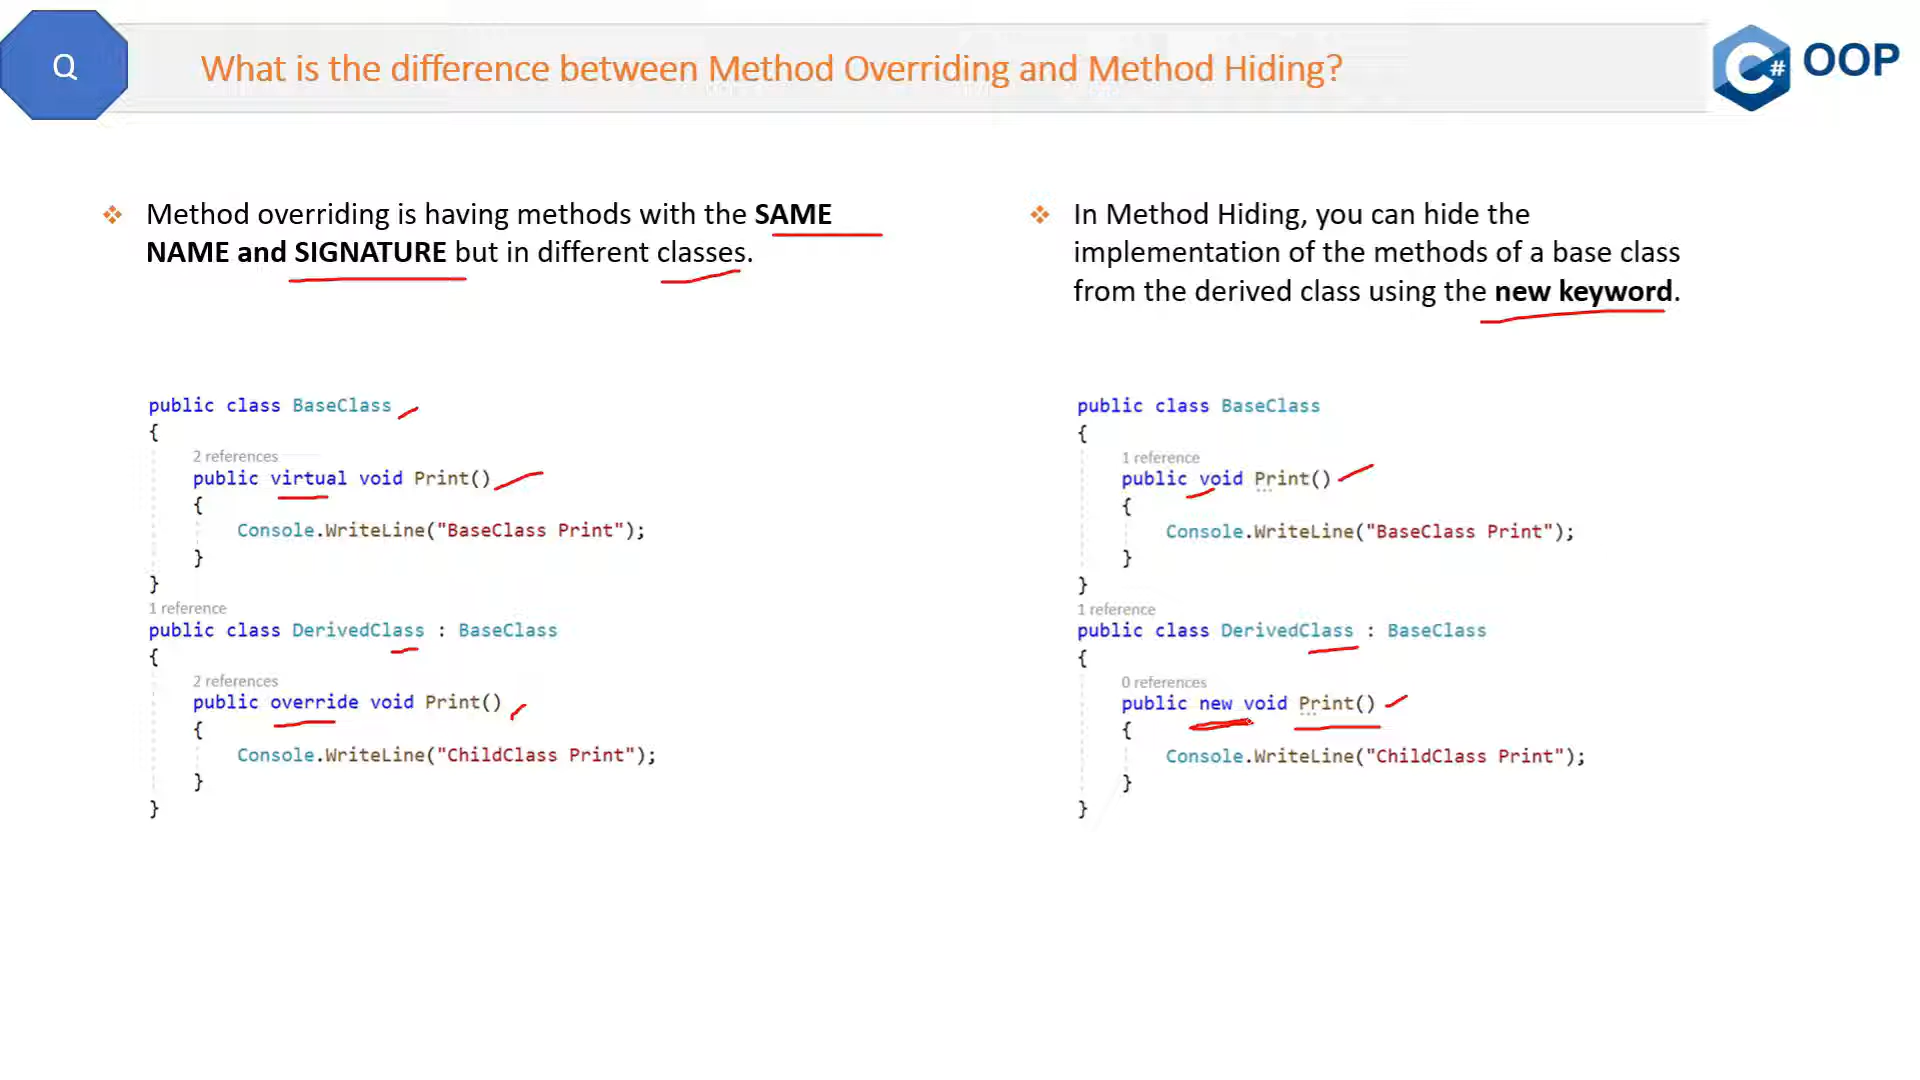 Q
What is the difference between Method Overriding and Method Hiding?
C# OOP
Method overriding is having methods with the SAME
NAME and SIGNATURE but in different classes.
public class BaseClass
{
2 references
public virtual void Print()
{
Console.WriteLine("BaseClass Print");
}
}
1 reference
public class DerivedClass : BaseClass
{
2 references
public override void Print()
{
Console.WriteLine("ChildClass Print");
}
}
In Method Hiding, you can hide the
implementation of the methods of a base class
from the derived class using the new keyword.
public class BaseClass
{
1 reference
public void Print()
{
Console.WriteLine("BaseClass Print");
}
}
1 reference
public class DerivedClass : BaseClass
{
0 references
public new void Print()
{
Console.WriteLine("ChildClass Print");
}
}